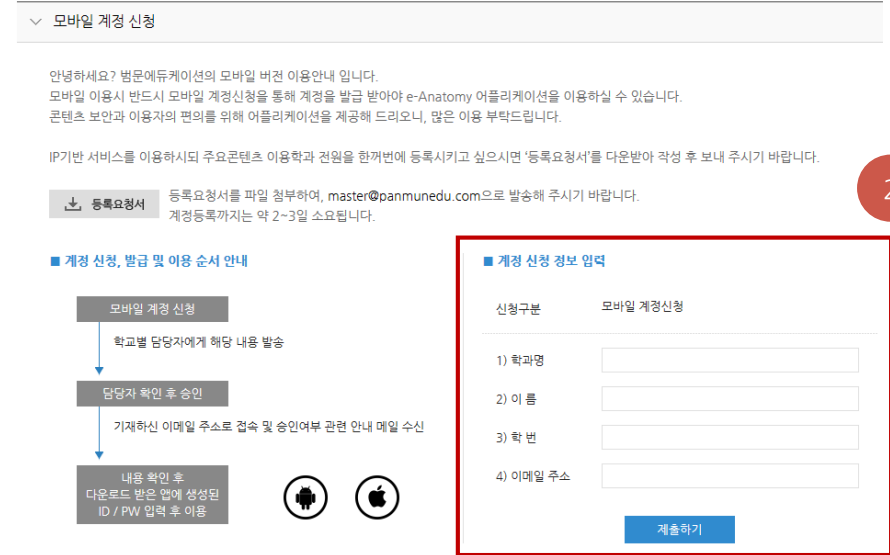 모바일 계정 신청
안녕하세요? 범문에듀케이션의 모바일 버전 이용안내 입니다.
모바일 이용시 반드시 모바일 계정신청을 통해 계정을 발급 받아야 e-Anatomy 어플리케이션을 이용하실 수 있습니다.
콘텐츠 보안과 이용자의 편의를 위해 어플리케이션을 제공해 드리오니, 많은 이용 부탁드립니다.
IP기반 서비스를 이용하시되 주요콘텐츠 이용학과 전원을 한꺼번에 등록시키고 싶으시면 '등록요청서'를 다운받아 작성 후 보내 주시기 바랍니다.
2
등록요청서
등록요청서를 파일 첨부하여, master@panmunedu.com으로 발송해 주시기 바랍니다.
계정등록까지는 약 2~3일 소요됩니다.
■ 계정 신청, 발급 및 이용 순서 안내
모바일 계정 신청
학교별 담당자에게 해당 내용 발송
담당자 확인 후 승인
기재하신 이메일 주소로 접속 및 승인여부 관련 안내 메일 수신
내용 확인 후
다운로드 받은 앱에 생성된
ID / PW 입력 후 이용
■ 계정 신청 정보 입력
신청구분 모바일 계정신청
1) 학과명
2) 이 름
3) 학 번
4) 이메일 주소
제출하기